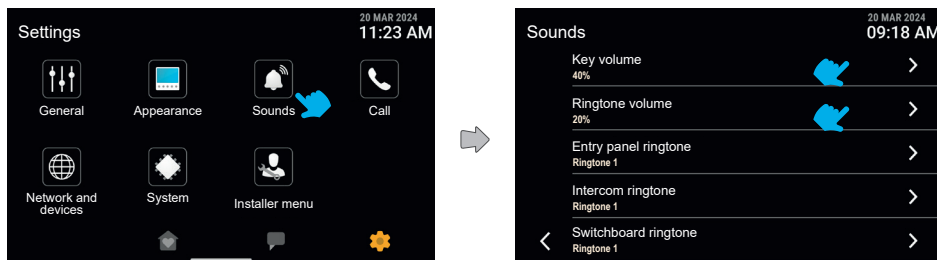 Settings
20 MAR 2024
11:23 AM
General
Appearance
Sounds
Call
Network and
devices
System
Installer menu
Sounds
20 MAR 2024
09:18 AM
Key volume
40%
Ringtone volume
20%
Entry panel ringtone
Ringtone 1
Intercom ringtone
Ringtone 1
Switchboard ringtone
Ringtone 1